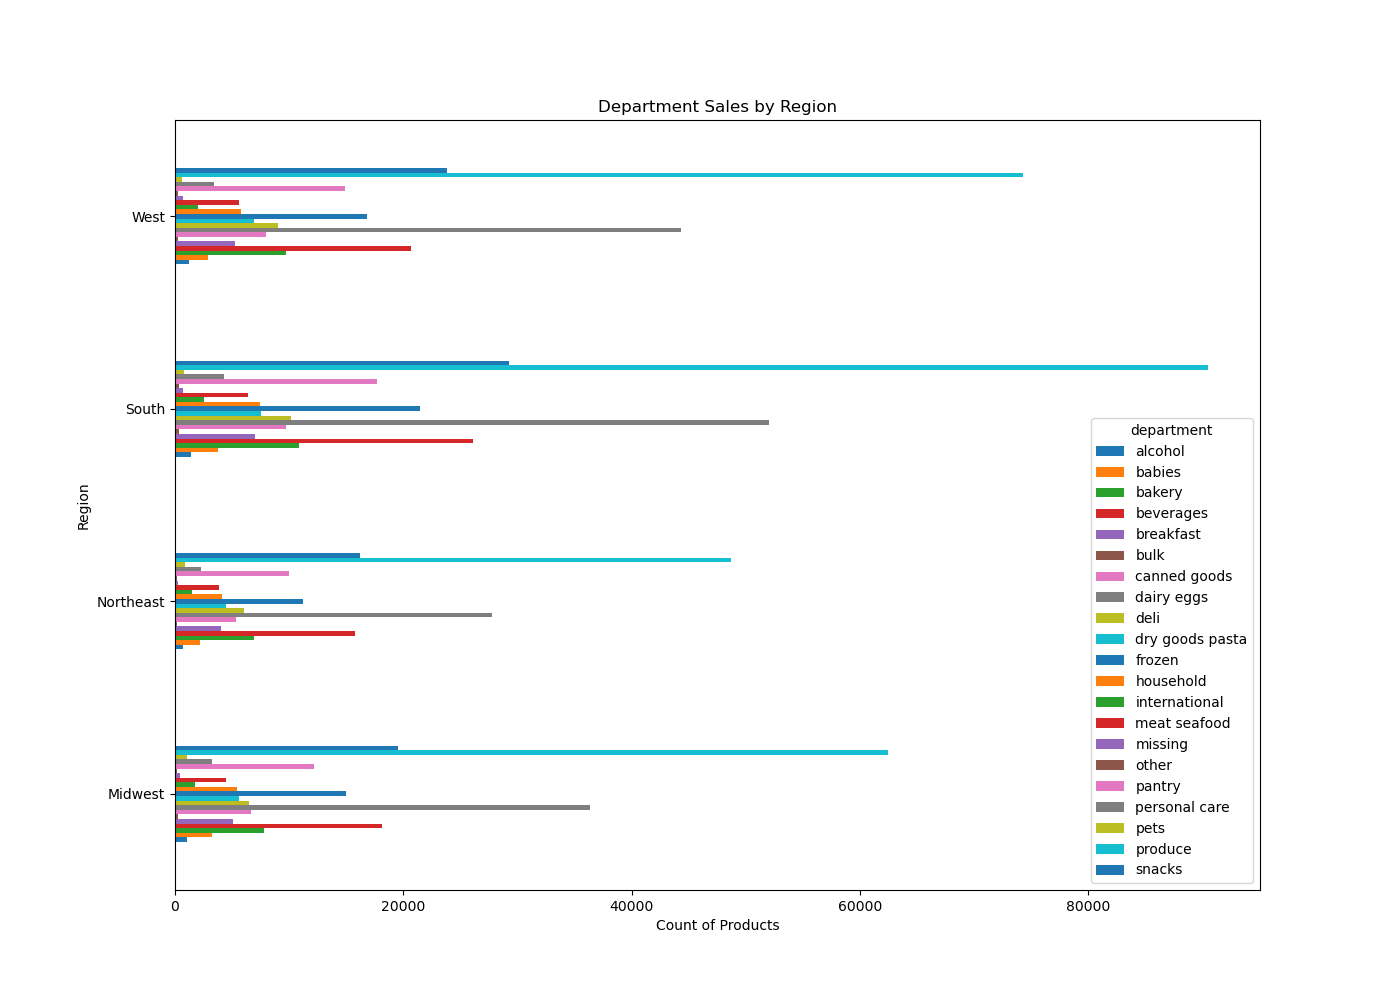 Department Sales by Region
West
South
Northeast
Midwest
Region
0
20000
40000
60000
80000
Count of Products
department
alcohol
babies
bakery
beverages
breakfast
bulk
canned goods
dairy eggs
deli
dry goods pasta
frozen
household
international
meat seafood
missing
other
pantry
personal care
pets
produce
snacks